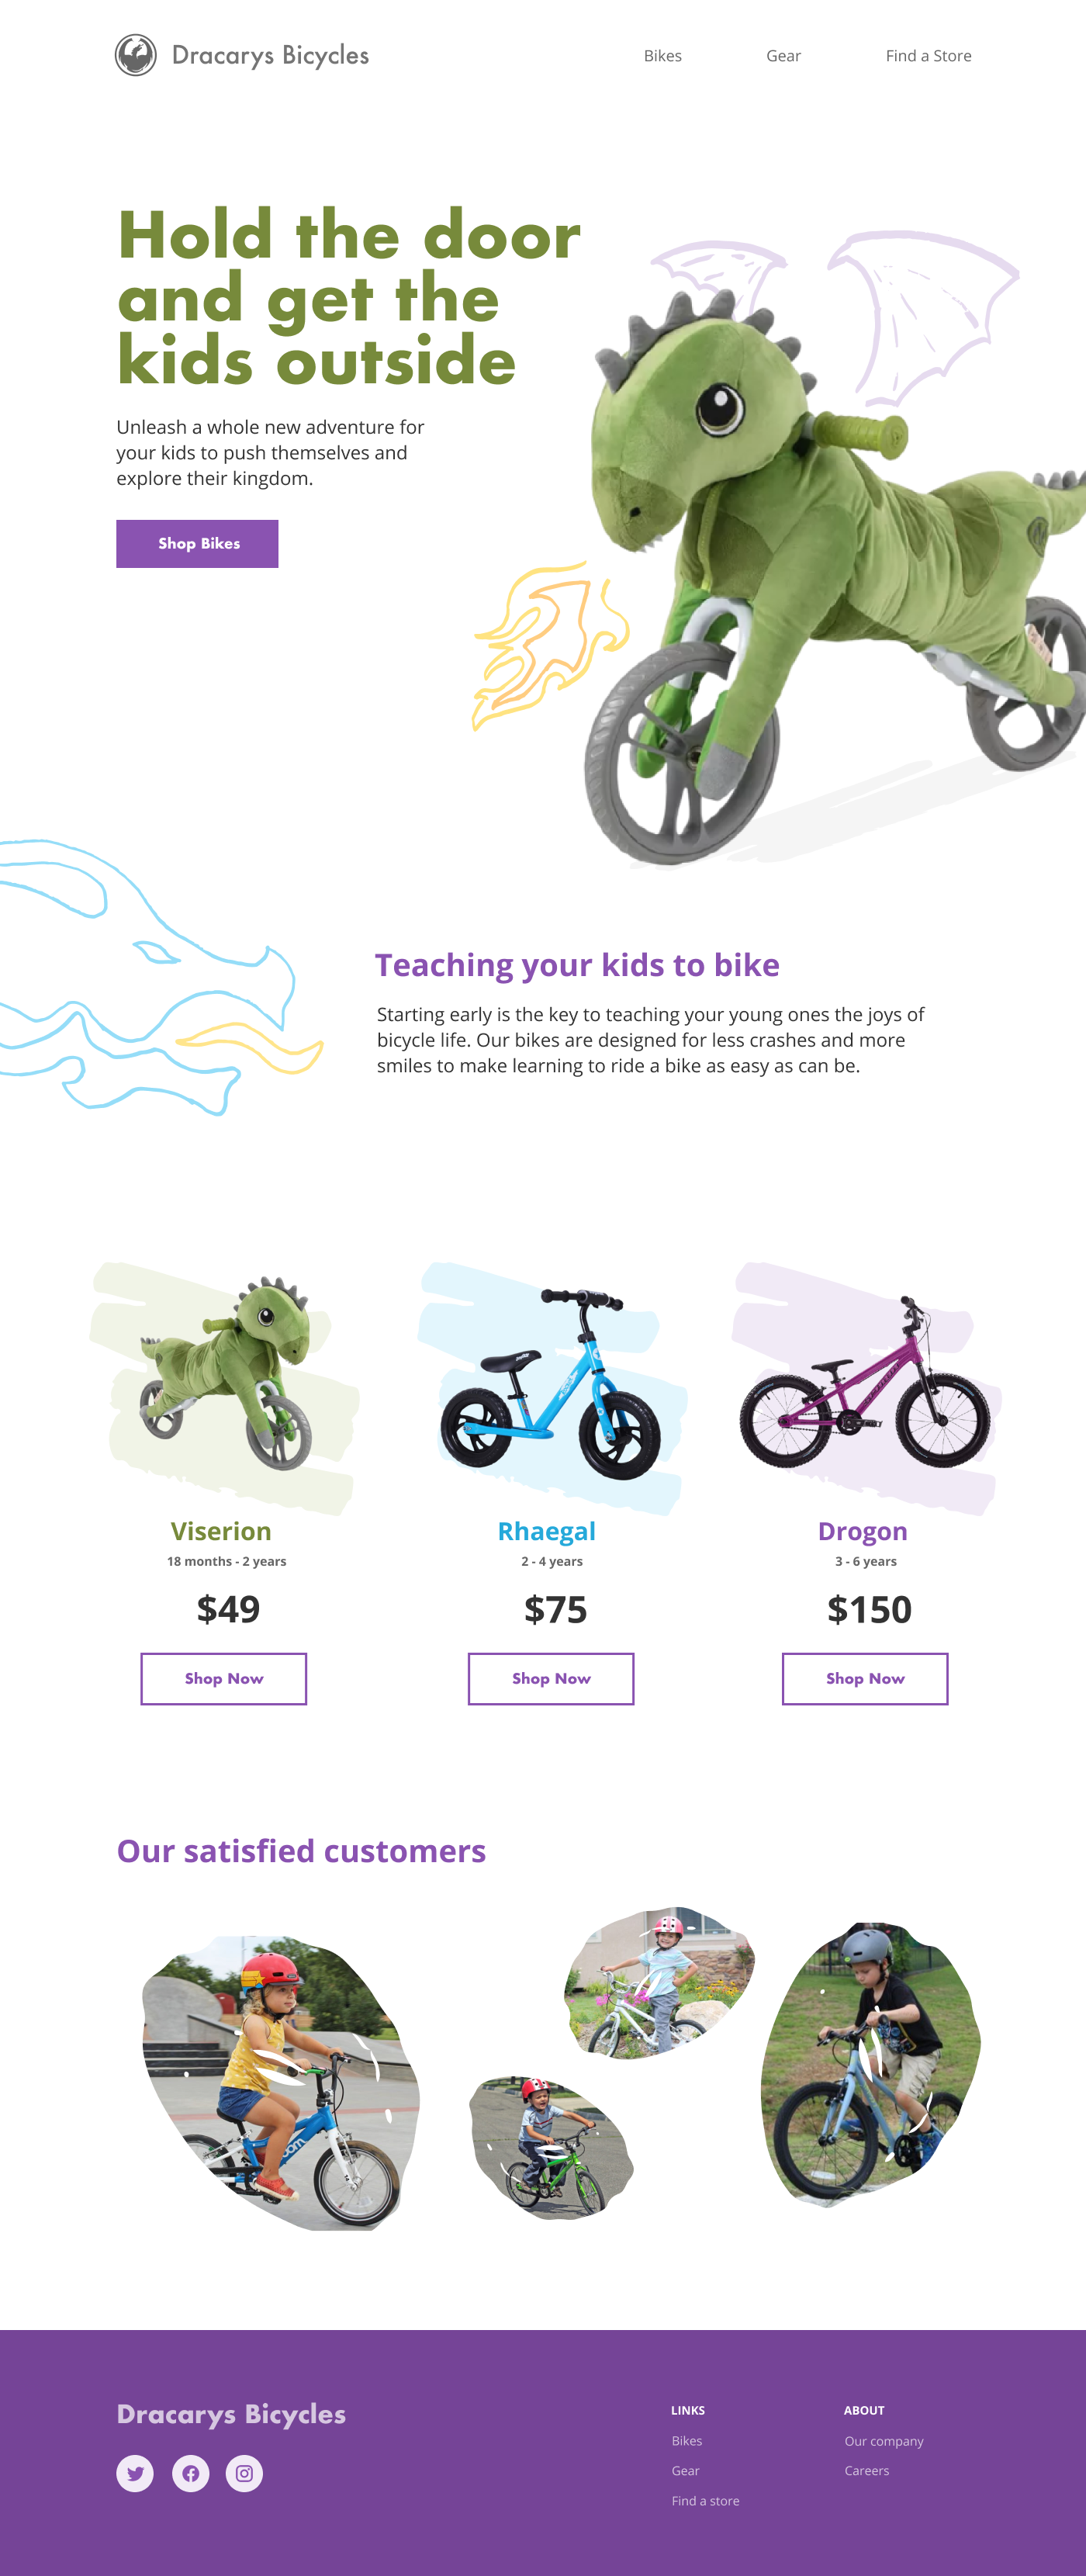 Dracarys Bicycles
Bikes
Gear
Find a Store
Hold the door
and get the
kids outside
Unleash a whole new adventure for
your kids to push themselves and
explore their kingdom.
Shop Bikes
Teaching your kids to bike
Starting early is the key to teaching your young ones the joys of
bicycle life. Our bikes are designed for less crashes and more
smiles to make learning to ride a bike as easy as can be.
Viserion
18 months - 2 years
$49
Shop Now
Rhaegal
2 - 4 years
$75
Shop Now
Drogon
3 - 6 years
$150
Shop Now
Our satisfied customers
Dracarys Bicycles
LINKS
Bikes
Gear
Find a store
ABOUT
Our company
Careers